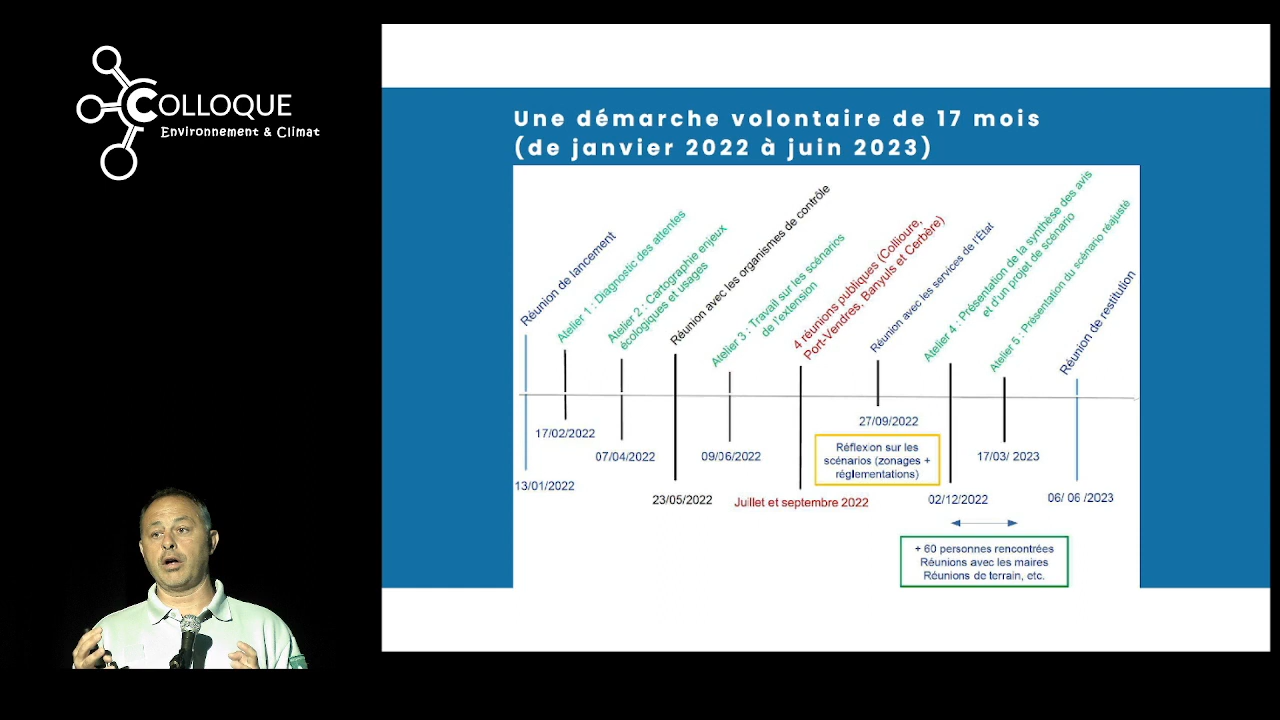 COLLOQUE
Environnement & Climat
Une démarche volontaire de 17 mois
(de janvier 2022 à juin 2023)
Réunion de lancement
Atelier 1 : Diagnostic des attentes
Atelier 2 : Cartographie enjeux
écologiques et usages
Réunion avec les organismes de contrôle
Atelier 3 : Travail sur les scénarios
de l'extension
4 réunions publiques (Collioure,
Port-Vendres, Banyuls et Cerbère)
Réunion avec les services de l'État
Atelier 4 : Présentation de la synthèse des avis
et d'un projet de scénario
Atelier 5 : Présentation du scénario réajusté
Réunion de restitution
13/01/2022
17/02/2022
07/04/2022
23/05/2022
09/06/2022
Juillet et septembre 2022
27/09/2022
Réflexion sur les
scénarios (zonages +
réglementations)
02/12/2022
17/03/ 2023
06/ 06 /2023
+ 60 personnes rencontrées
Réunions avec les maires
Réunions de terrain, etc.